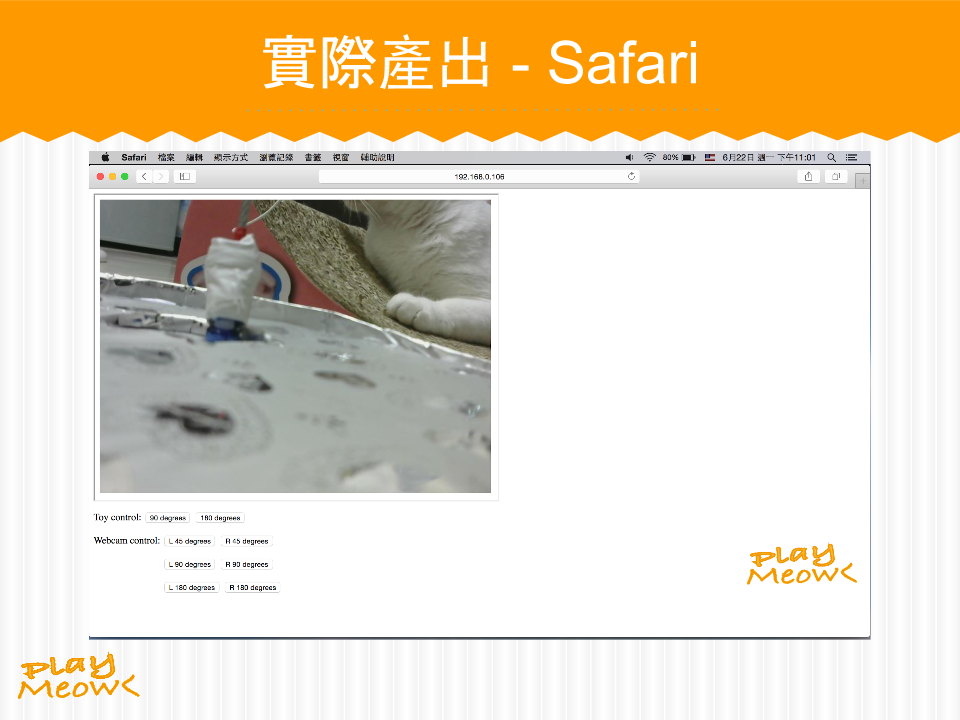 實際產出 - Safari
Safari 檔案 編輯 顯示方式 瀏覽記錄 書籤 視窗 輔助說明 80% 6月22日 週一 下午11:01
192.168.0.106
Toy control: 90 degrees 180 degrees
Webcam control: L 45 degrees R 45 degrees
L 90 degrees R 90 degrees
L 180 degrees R 180 degrees
Play
Meow
Play
Meow